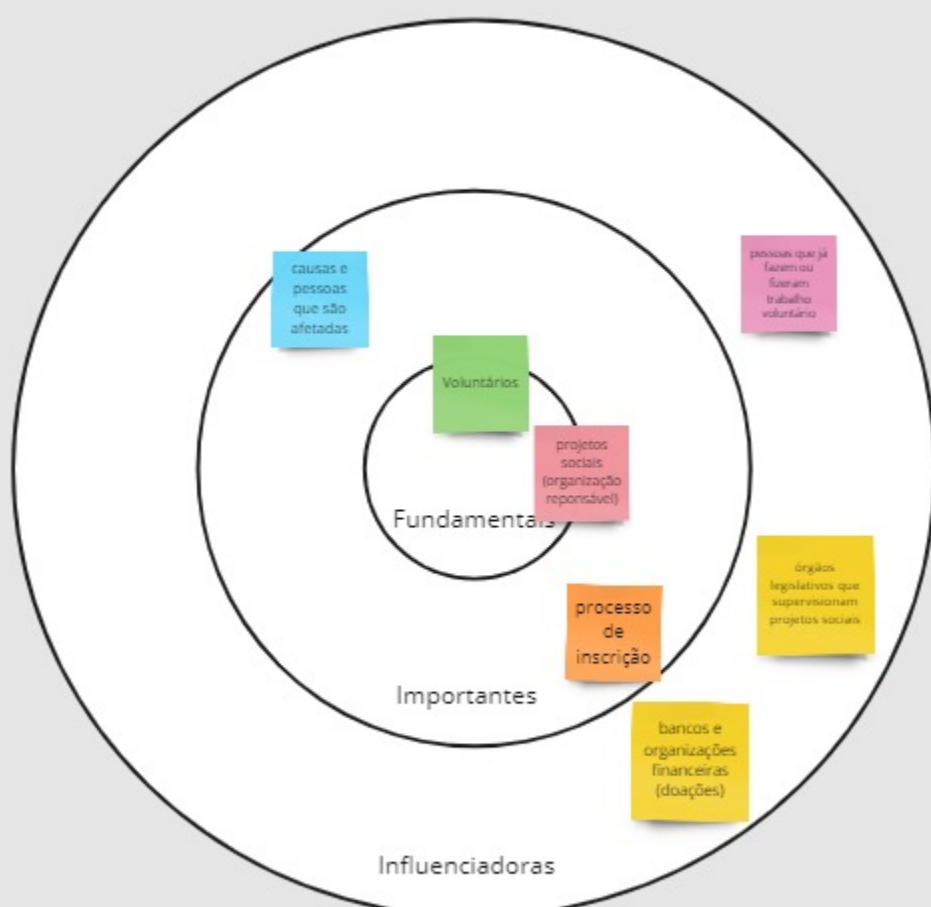 causas e
pessoas
que são
afetadas
pessoas que já
fazem ou
fizeram
trabalho
voluntário
Voluntários
projetos
sociais
(organização
reponsável)
Fundamentais
órgãos
legislativos que
supervisionam
projetos sociais
processo
de
inscrição
Importantes
bancos e
organizações
financeiras
(doações)
Influenciadoras